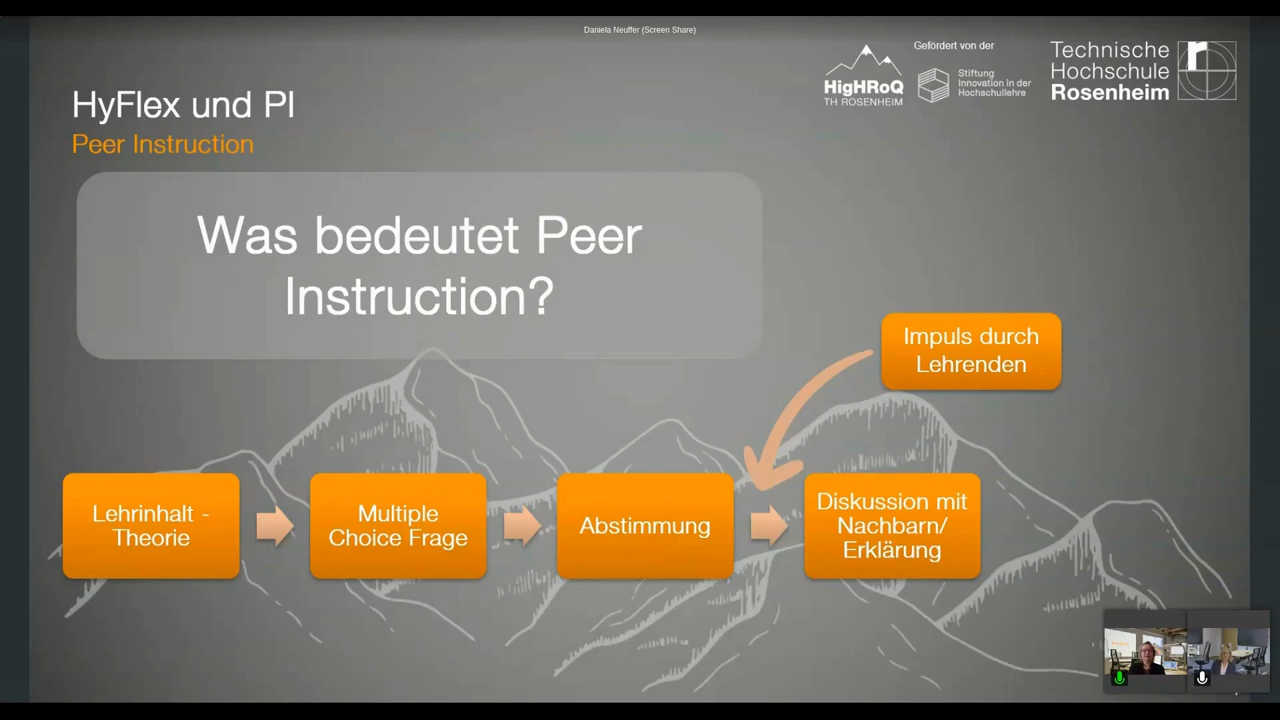 Daniela Neuffer (Screen Share)
HyFlex und PI
Peer Instruction
HigHRoQ
TH ROSENHEIM
Gefördert von der
Stiftung
Innovation in der
Hochschullehre
Technische
Hochschule
Rosenheim
Was bedeutet Peer
Instruction?
Impuls durch
Lehrenden
Lehrinhalt -
Theorie
Multiple
Choice Frage
Abstimmung
Diskussion mit
Nachbarn/
Erklärung